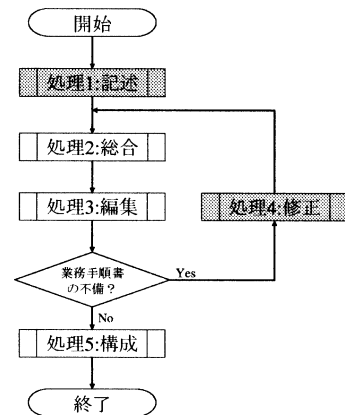 開始
処理1:記述
処理2:総合
処理3:編集
処理4:修正
業務手順書
の不備？
Yes
No
処理5:構成
終了